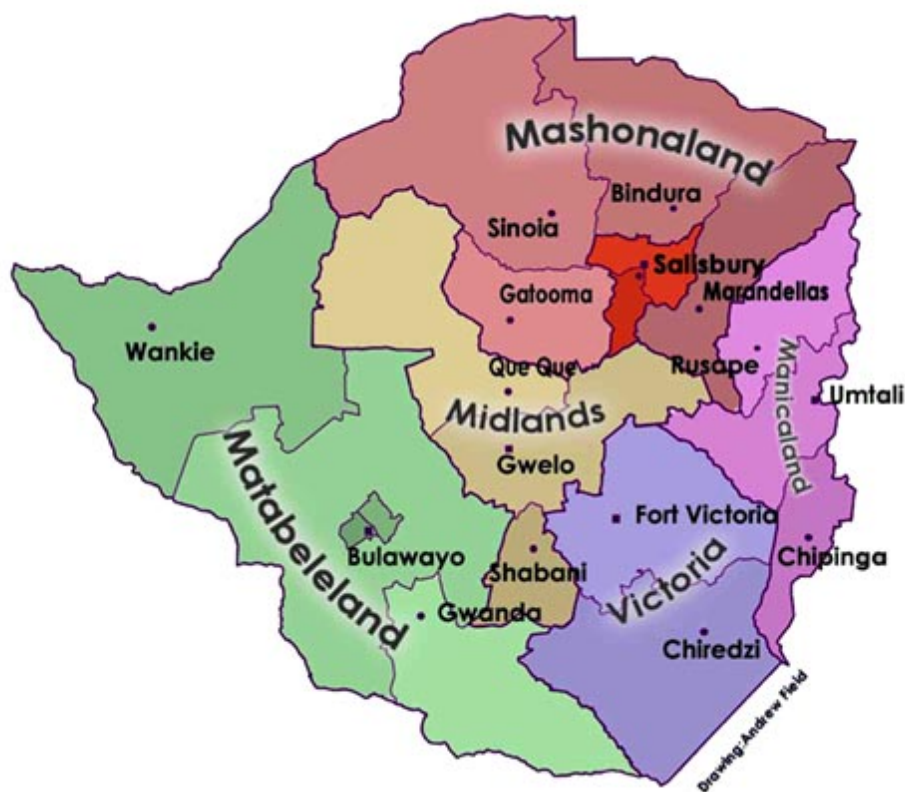 Mashonaland
Bindura
Sinoia
Salisbury
Gatooma
Marandellas
Wankie
Que Que
Rusape
Umtali
Midlands
Manicaland
Gwelo
Matabeleland
Fort Victoria
Bulawayo
Shabani
Chipinga
Victoria
Gwanda
Chiredzi
Drawing:Andrew Field